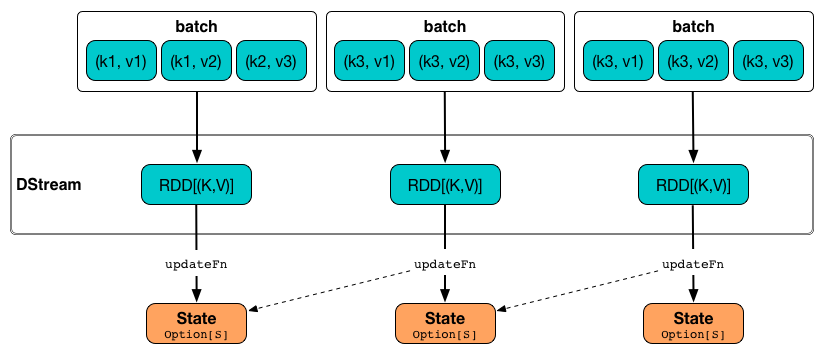 batch
(k1, v1) (k1, v2) (k2, v3)
batch
(k3, v1) (k3, v2) (k3, v3)
batch
(k3, v1) (k3, v2) (k3, v3)
DStream
RDD[(K,V)]
RDD[(K,V)]
RDD[(K,V)]
updateFn
updateFn
updateFn
State
Option[S]
State
Option[S]
State
Option[S]